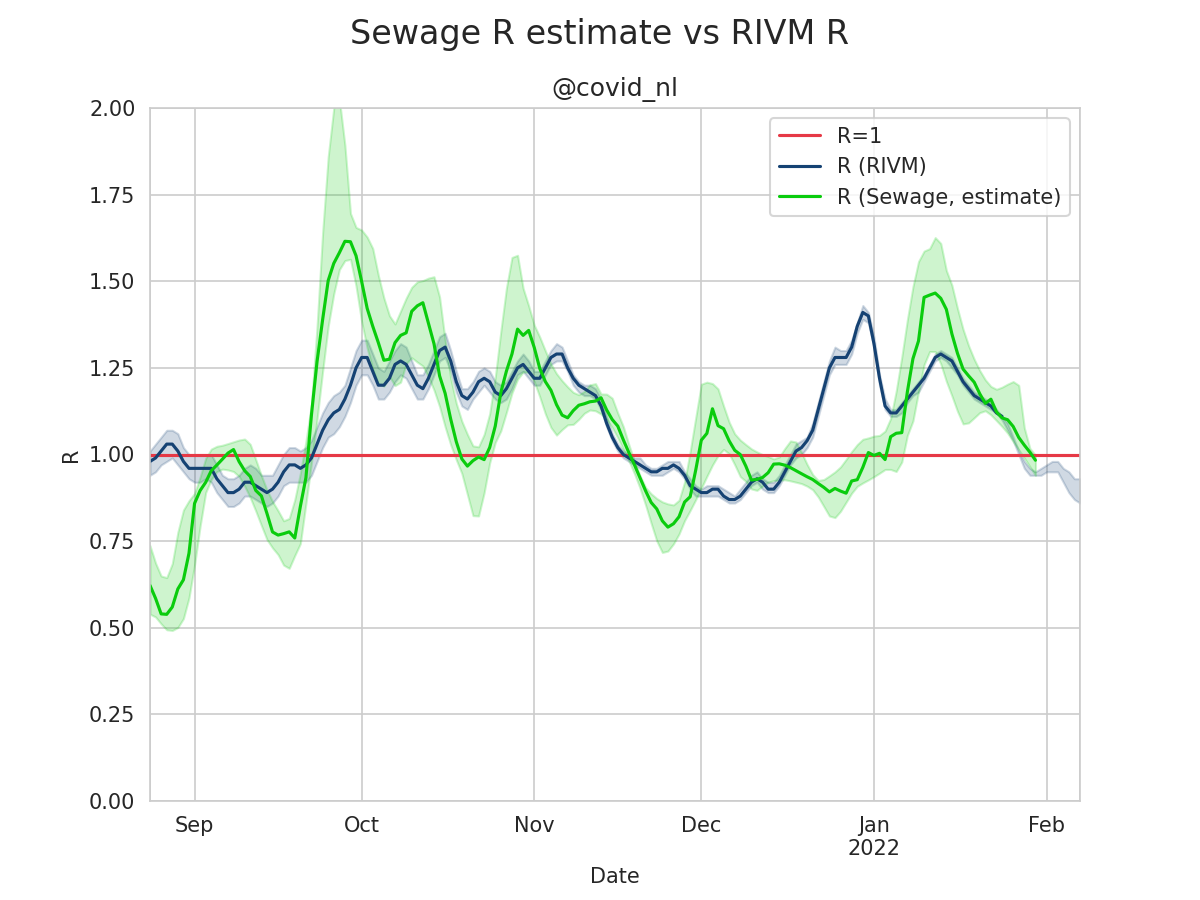 Sewage R estimate vs RIVM R
@covid_nl
R=1
R (RIVM)
R (Sewage, estimate)
2.00
1.75
1.50
1.25
1.00
0.75
0.50
0.25
0.00
R
Sep Oct Nov Dec Jan Feb
2022
Date